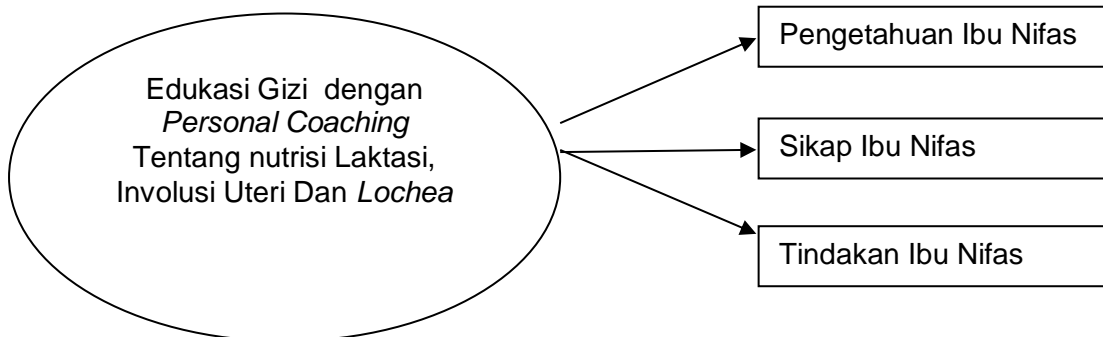 Edukasi Gizi dengan
Personal Coaching
Tentang nutrisi Laktasi,
Involusi Uteri Dan Lochea
Pengetahuan Ibu Nifas
Sikap Ibu Nifas
Tindakan Ibu Nifas